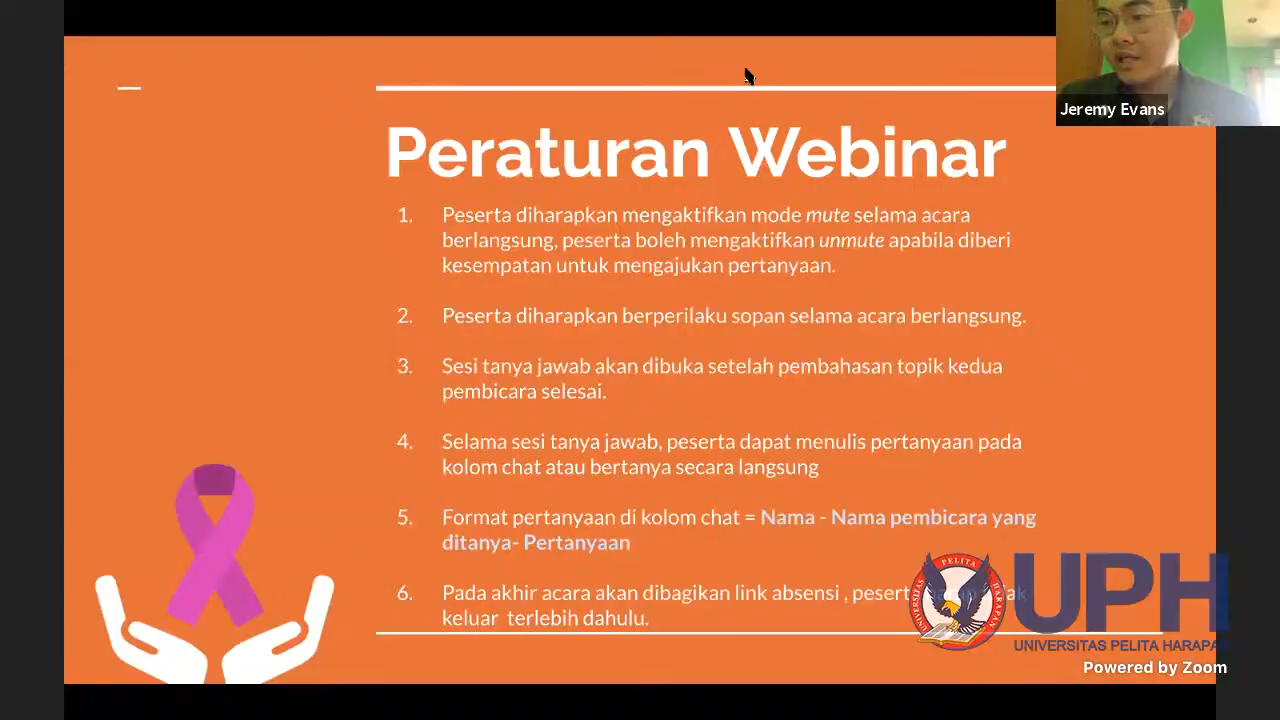 Jeremy Evans
Peraturan Webinar
1. Peserta diharapkan mengaktifkan mode mute selama acara
berlangsung, peserta boleh mengaktifkan unmute apabila diberi
kesempatan untuk mengajukan pertanyaan.
2. Peserta diharapkan berperilaku sopan selama acara berlangsung.
3. Sesi tanya jawab akan dibuka setelah pembahasan topik kedua
pembicara selesai.
4. Selama sesi tanya jawab, peserta dapat menulis pertanyaan pada
kolom chat atau bertanya secara langsung
5. Format pertanyaan di kolom chat = Nama - Nama pembicara yang
ditanya- Pertanyaan
6. Pada akhir acara akan dibagikan link absensi ,
keluar terlebih dahulu.
UNIVERSITAS PELITA HARAPAN
UPH
UNIVERSITAS PELITA HARAPAN
Powered by Zoom